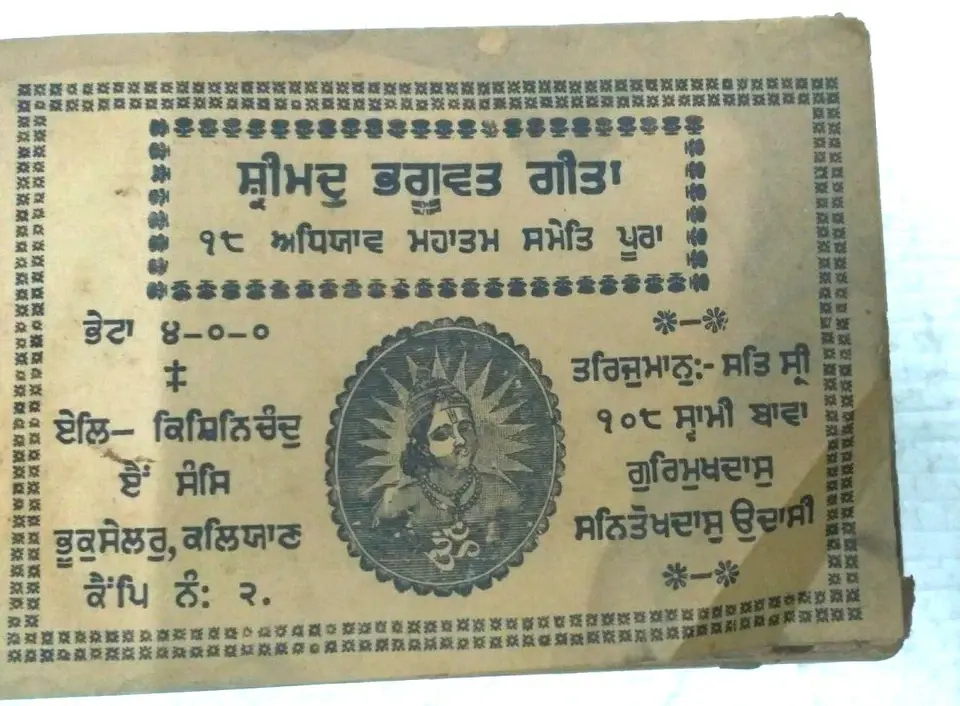 ਸ਼੍ਰੀਮਦੁ ਭਗੂਵਤ ਗੀਤਾ
੧੮ ਅਧਿਯਾਵ ਮਹਾਤਮ ਸਮੇਤਿ ਪੂਰਾ
ਭੇਟਾ ੪-੦-੦
‡
ਏਲਿ- ਕਿਸ਼ਿਨਿਚੰਦੁ
ਏਂ ਸੰਸਿ
ਭੂਕੁਸੇਲਰੁ, ਕਲਿਯਾਣ
ਕੈਂਪਿ ਨੰ: ੨.
ਤਰਿਜੁਮਾਨੁ:- ਸਤਿ ਸ੍ਰੀ
੧੦੮ ਸ੍ਵਾਮੀ ਬਾਵਾ
ਗੁਰਿਮੁਖਦਾਸੁ
ਸਨਿਤੋਖਦਾਸੁ ਉਦਾਸੀ
ॐ